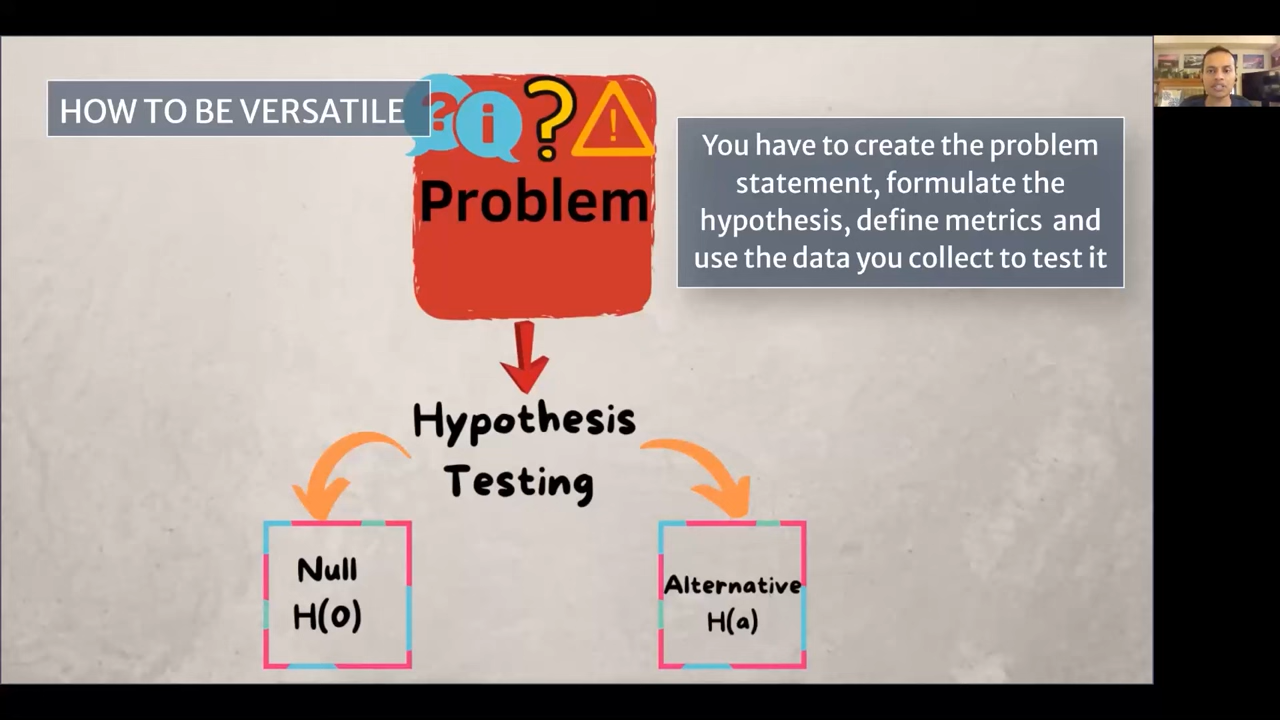 HOW TO BE VERSATILE
? i ? !
Problem
You have to create the problem
statement, formulate the
hypothesis, define metrics and
use the data you collect to test it
Hypothesis
Testing
Null
H(0)
Alternative
H(a)